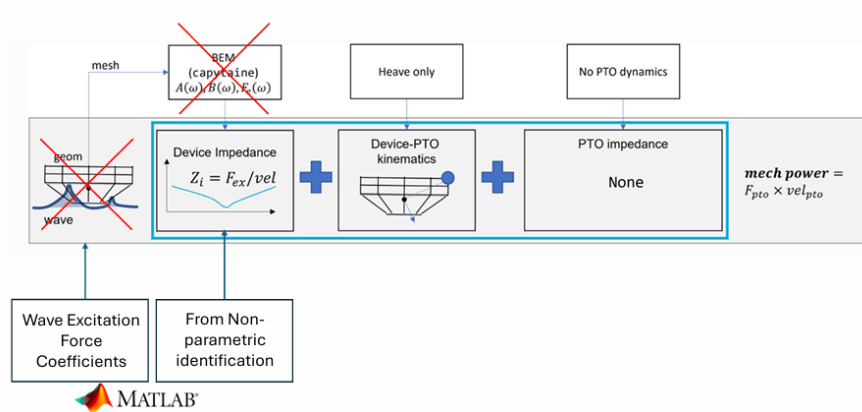 mesh
BEM
(capytaine)
A(ω), B(ω), Fₑ(ω)
Heave only
No PTO dynamics
geom
wave
Device Impedance
Zᵢ = Fₑₓ/vel
Device-PTO
kinematics
PTO impedance
None
mech power =
Fₚₜₒ × velₚₜₒ
Wave Excitation
Force
Coefficients
From Non-
parametric
identification
MATLAB®